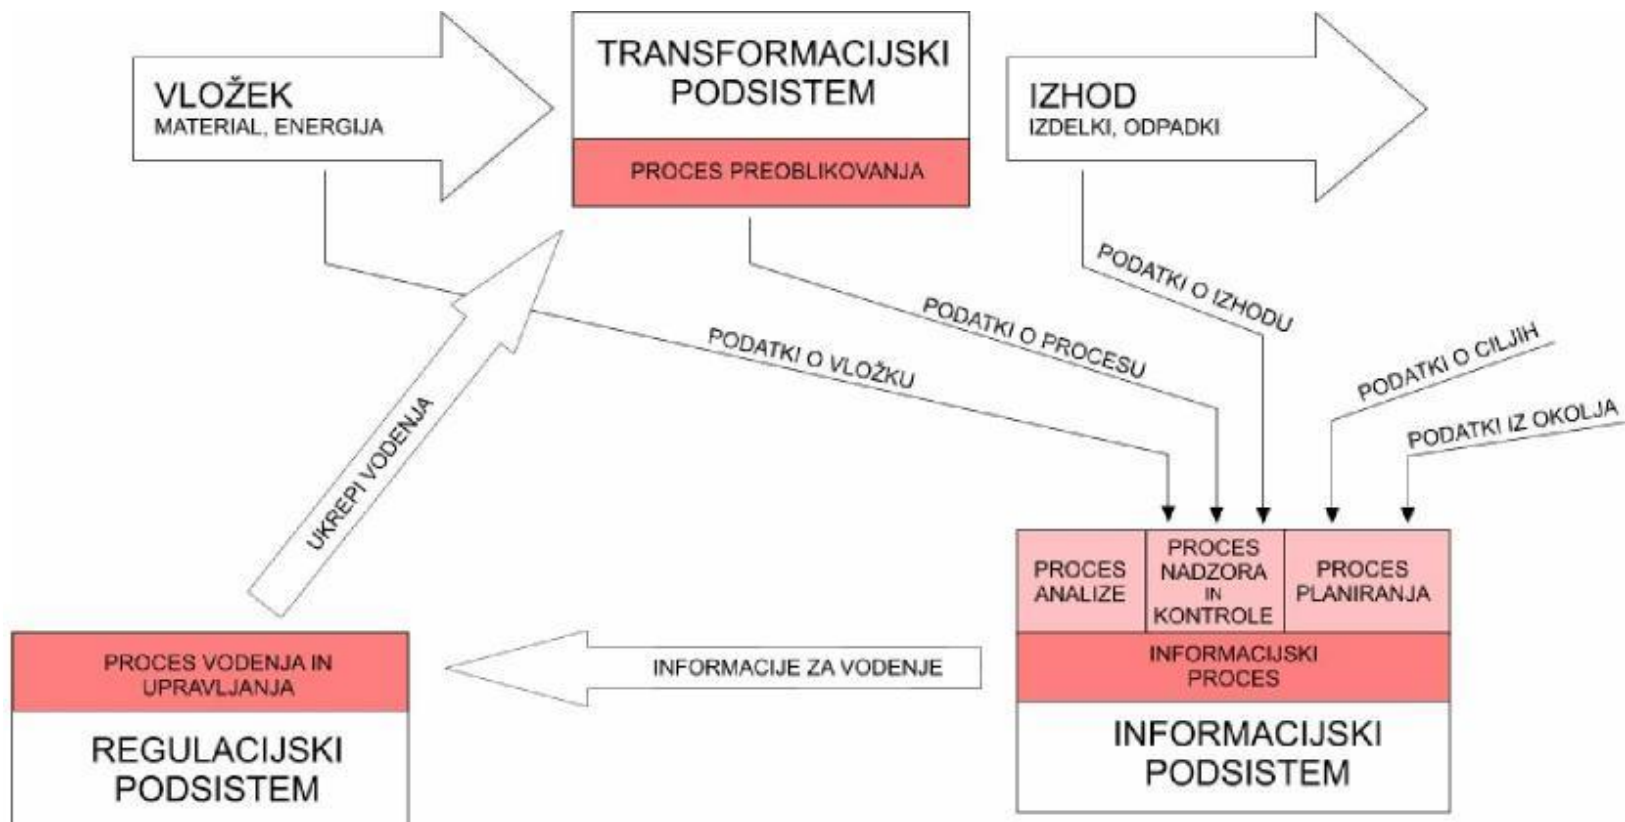 VLOŽEK
MATERIAL, ENERGIJA
TRANSFORMACIJSKI
PODSISTEM
PROCES PREOBLIKOVANJA
IZHOD
IZDELKI, ODPADKI
PODATKI O VLOŽKU
PODATKI O PROCESU
PODATKI O IZHODU
PODATKI O CILJIH
PODATKI IZ OKOLJA
UKREPI VODENJA
PROCES
ANALIZE
PROCES
NADZORA
IN
KONTROLE
PROCES
PLANIRANJA
INFORMACIJSKI
PROCES
INFORMACIJSKI
PODSISTEM
INFORMACIJE ZA VODENJE
PROCES VODENJA IN
UPRAVLJANJA
REGULACIJSKI
PODSISTEM